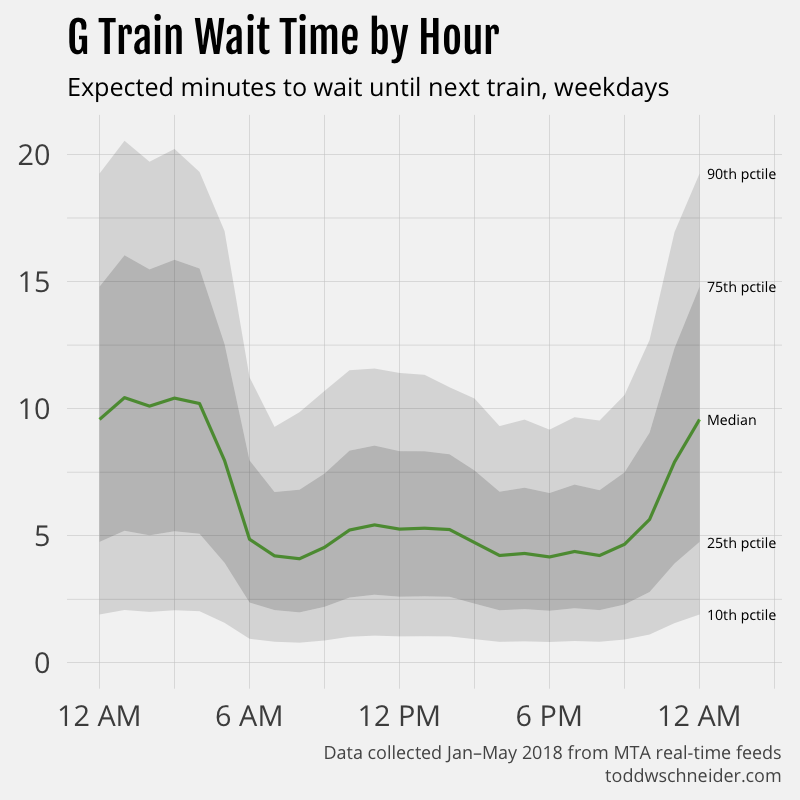 G Train Wait Time by Hour
Expected minutes to wait until next train, weekdays
20
15
10
5
0
90th pctile
75th pctile
Median
25th pctile
10th pctile
12 AM 6 AM 12 PM 6 PM 12 AM
Data collected Jan–May 2018 from MTA real-time feeds
toddwschneider.com